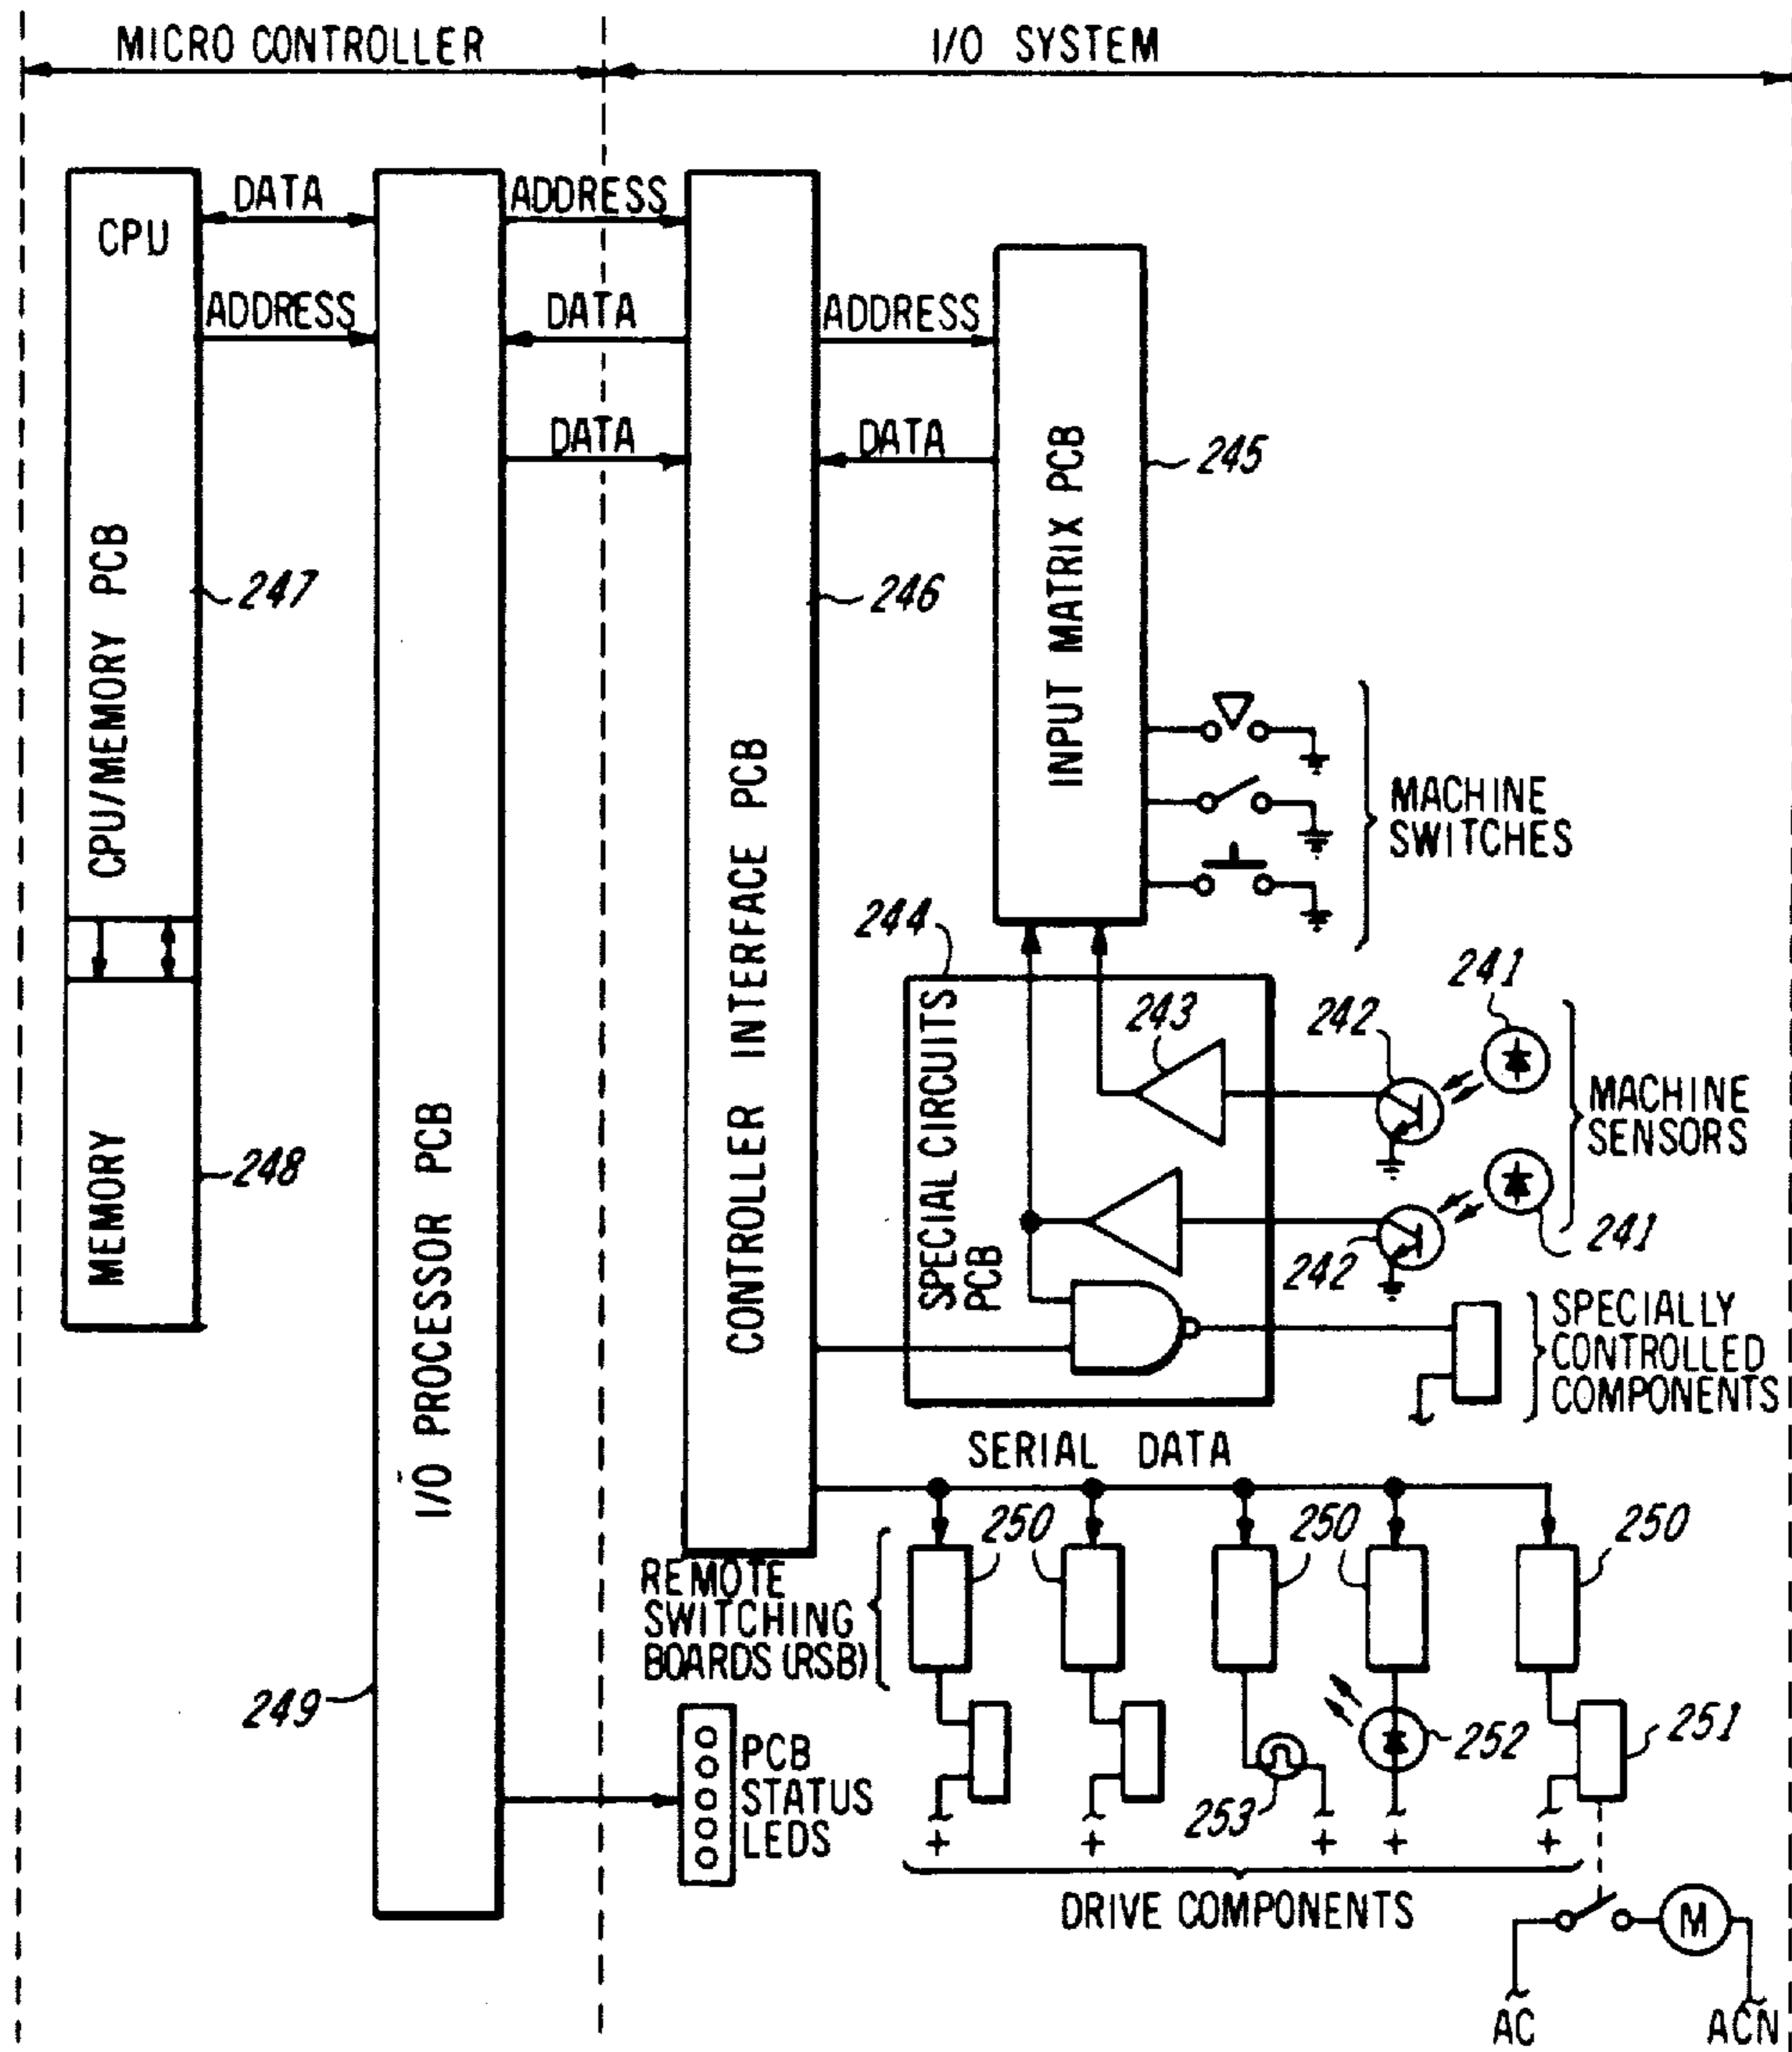 MICRO CONTROLLER
I/O SYSTEM
CPU
DATA
ADDRESS
ADDRESS
DATA
ADDRESS
DATA
DATA
CPU/MEMORY PCB
247
246
INPUT MATRIX PCB
245
MACHINE
SWITCHES
MEMORY
248
I/O PROCESSOR PCB
249
CONTROLLER INTERFACE PCB
244
SPECIAL CIRCUITS
PCB
243
242
241
MACHINE
SENSORS
242
241
SPECIALLY
CONTROLLED
COMPONENTS
SERIAL DATA
REMOTE
SWITCHING
BOARDS (RSB)
250
250
250
PCB
STATUS
LEDS
253
252
251
+
+
+
+
+
DRIVE COMPONENTS
M
AC
ACN